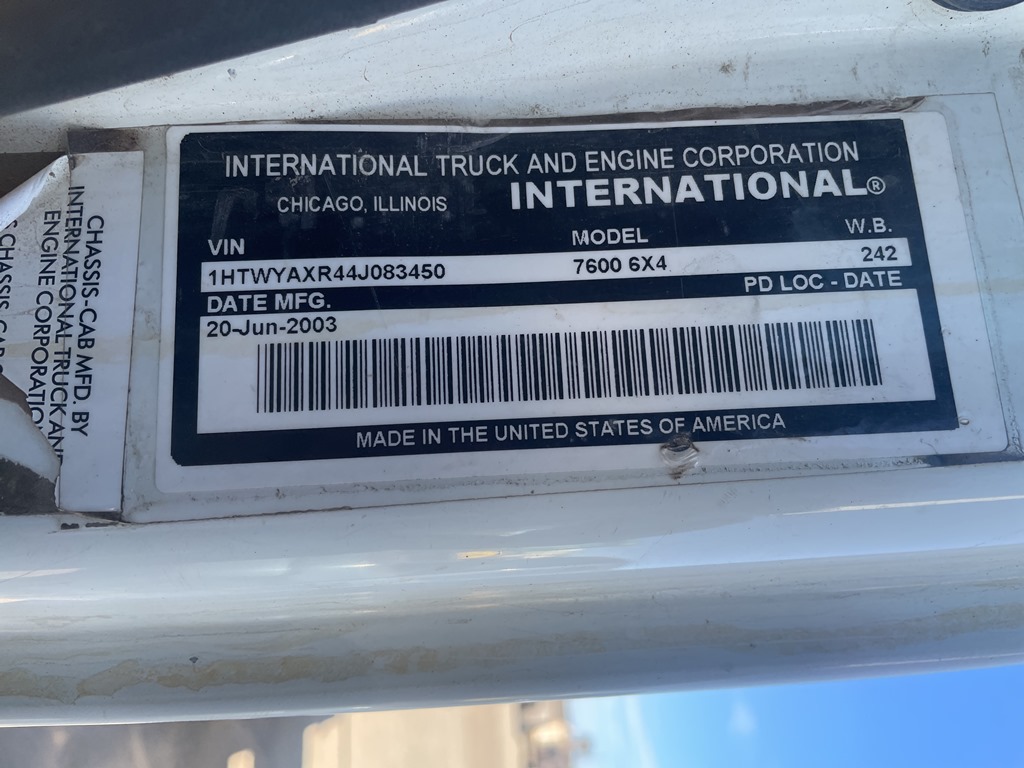 INTERNATIONAL TRUCK AND ENGINE CORPORATION
INTERNATIONAL®
CHICAGO, ILLINOIS
VIN MODEL W.B.
1HTWYAXR44J083450 7600 6X4 242
DATE MFG. PD LOC - DATE
20-Jun-2003
MADE IN THE UNITED STATES OF AMERICA
CHASSIS-CAB MFD. BY
INTERNATIONAL TRUCK AND
ENGINE CORPORATION
CHASSIS-CAB